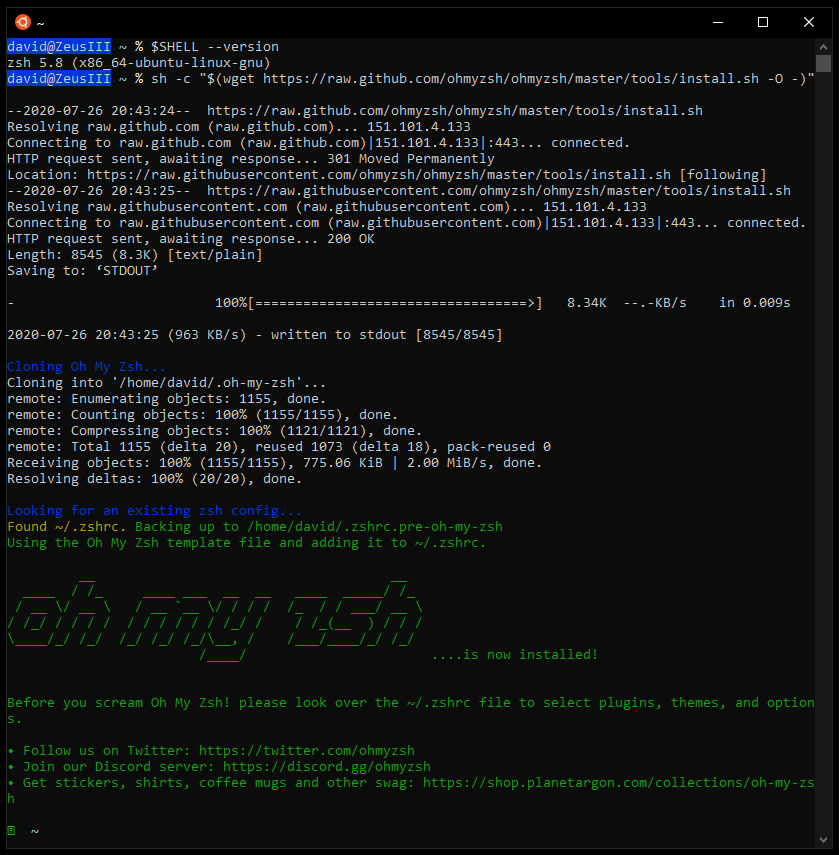 ~
david@ZeusIII ~ % $SHELL --version
zsh 5.8 (x86_64-ubuntu-linux-gnu)
david@ZeusIII ~ % sh -c "$(wget https://raw.github.com/ohmyzsh/ohmyzsh/master/tools/install.sh -O -)"
--2020-07-26 20:43:24--  https://raw.github.com/ohmyzsh/ohmyzsh/master/tools/install.sh
Resolving raw.github.com (raw.github.com)... 151.101.4.133
Connecting to raw.github.com (raw.github.com)|151.101.4.133|:443... connected.
HTTP request sent, awaiting response... 301 Moved Permanently
Location: https://raw.githubusercontent.com/ohmyzsh/ohmyzsh/master/tools/install.sh [following]
--2020-07-26 20:43:25--  https://raw.githubusercontent.com/ohmyzsh/ohmyzsh/master/tools/install.sh
Resolving raw.githubusercontent.com (raw.githubusercontent.com)... 151.101.4.133
Connecting to raw.githubusercontent.com (raw.githubusercontent.com)|151.101.4.133|:443... connected.
HTTP request sent, awaiting response... 200 OK
Length: 8545 (8.3K) [text/plain]
Saving to: ‘STDOUT’
-                         100%[==================================>]   8.34K  --.-KB/s    in 0.009s
2020-07-26 20:43:25 (963 KB/s) - written to stdout [8545/8545]
Cloning Oh My Zsh...
Cloning into '/home/david/.oh-my-zsh'...
remote: Enumerating objects: 1155, done.
remote: Counting objects: 100% (1155/1155), done.
remote: Compressing objects: 100% (1121/1121), done.
remote: Total 1155 (delta 20), reused 1073 (delta 18), pack-reused 0
Receiving objects: 100% (1155/1155), 775.06 KiB | 2.00 MiB/s, done.
Resolving deltas: 100% (20/20), done.
Looking for an existing zsh config...
Found ~/.zshrc. Backing up to /home/david/.zshrc.pre-oh-my-zsh
Using the Oh My Zsh template file and adding it to ~/.zshrc.
oh my zsh
....is now installed!
Before you scream Oh My Zsh! please look over the ~/.zshrc file to select plugins, themes, and option
s.
• Follow us on Twitter: https://twitter.com/ohmyzsh
• Join our Discord server: https://discord.gg/ohmyzsh
• Get stickers, shirts, coffee mugs and other swag: https://shop.planetargon.com/collections/oh-my-zs
h
~